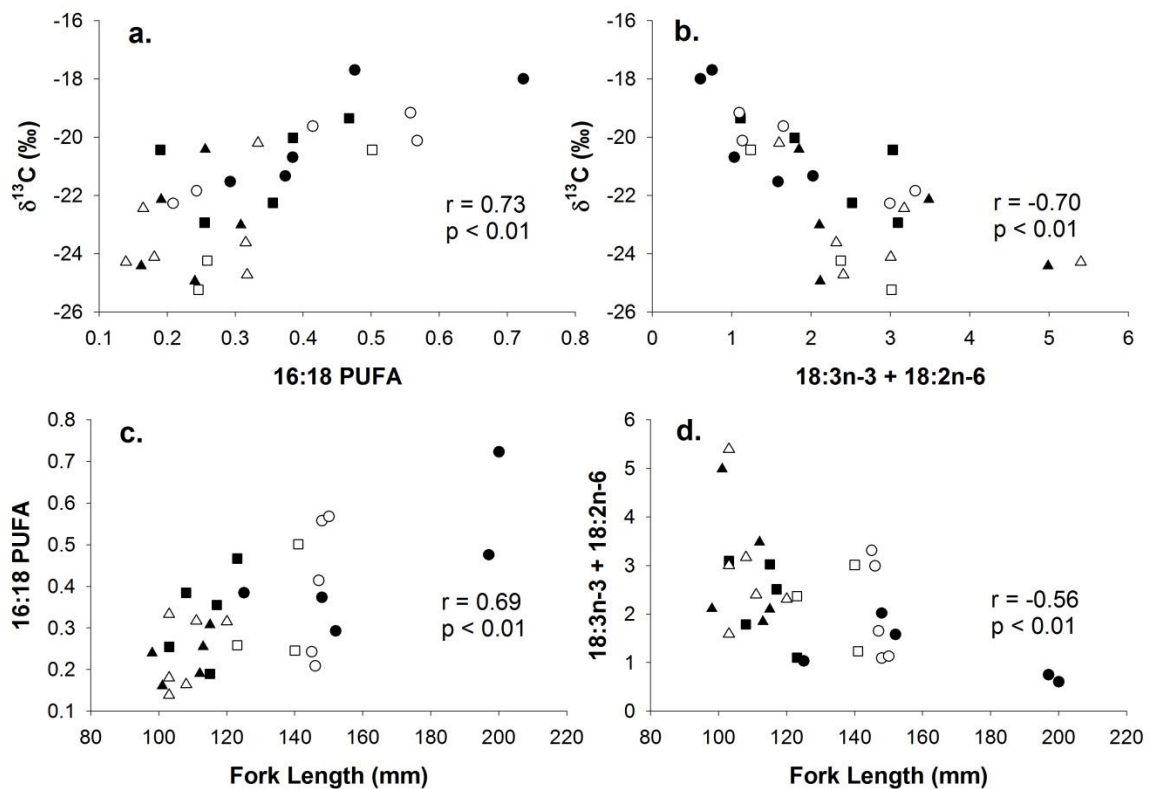 a.
-16
-18
-20
-22
-24
-26
δ¹³C (‰)
r = 0.73
p < 0.01
0.1 0.2 0.3 0.4 0.5 0.6 0.7 0.8
16:18 PUFA
b.
-16
-18
-20
-22
-24
-26
δ¹³C (‰)
r = -0.70
p < 0.01
0 1 2 3 4 5 6
18:3n-3 + 18:2n-6
c.
0.8
0.7
0.6
0.5
0.4
0.3
0.2
0.1
16:18 PUFA
r = 0.69
p < 0.01
80 100 120 140 160 180 200 220
Fork Length (mm)
d.
6
5
4
3
2
1
0
18:3n-3 + 18:2n-6
r = -0.56
p < 0.01
80 100 120 140 160 180 200 220
Fork Length (mm)